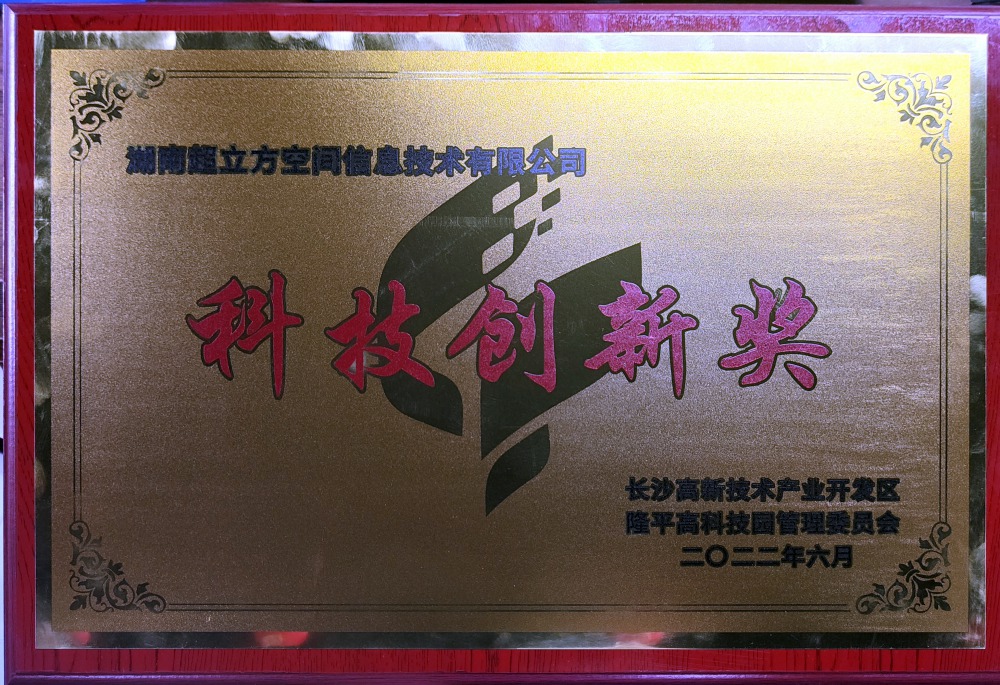 湖南超立方空间信息技术有限公司
科技创新奖
长沙高新技术产业开发区
隆平高科技园管理委员会
二〇二二年六月